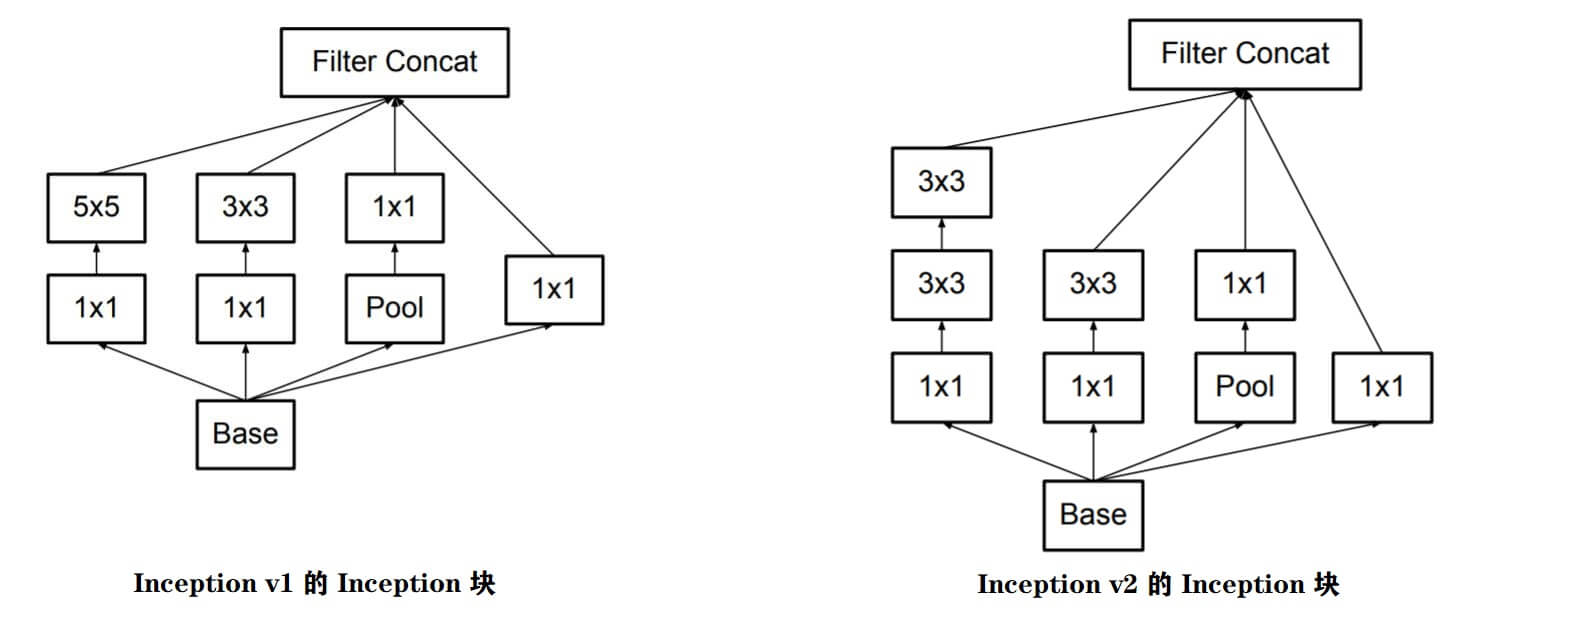 Filter Concat
5x5
3x3
1x1
1x1
1x1
1x1
Pool
Base
Inception v1 的 Inception 块
Filter Concat
3x3
3x3
3x3
1x1
1x1
1x1
Pool
1x1
Base
Inception v2 的 Inception 块